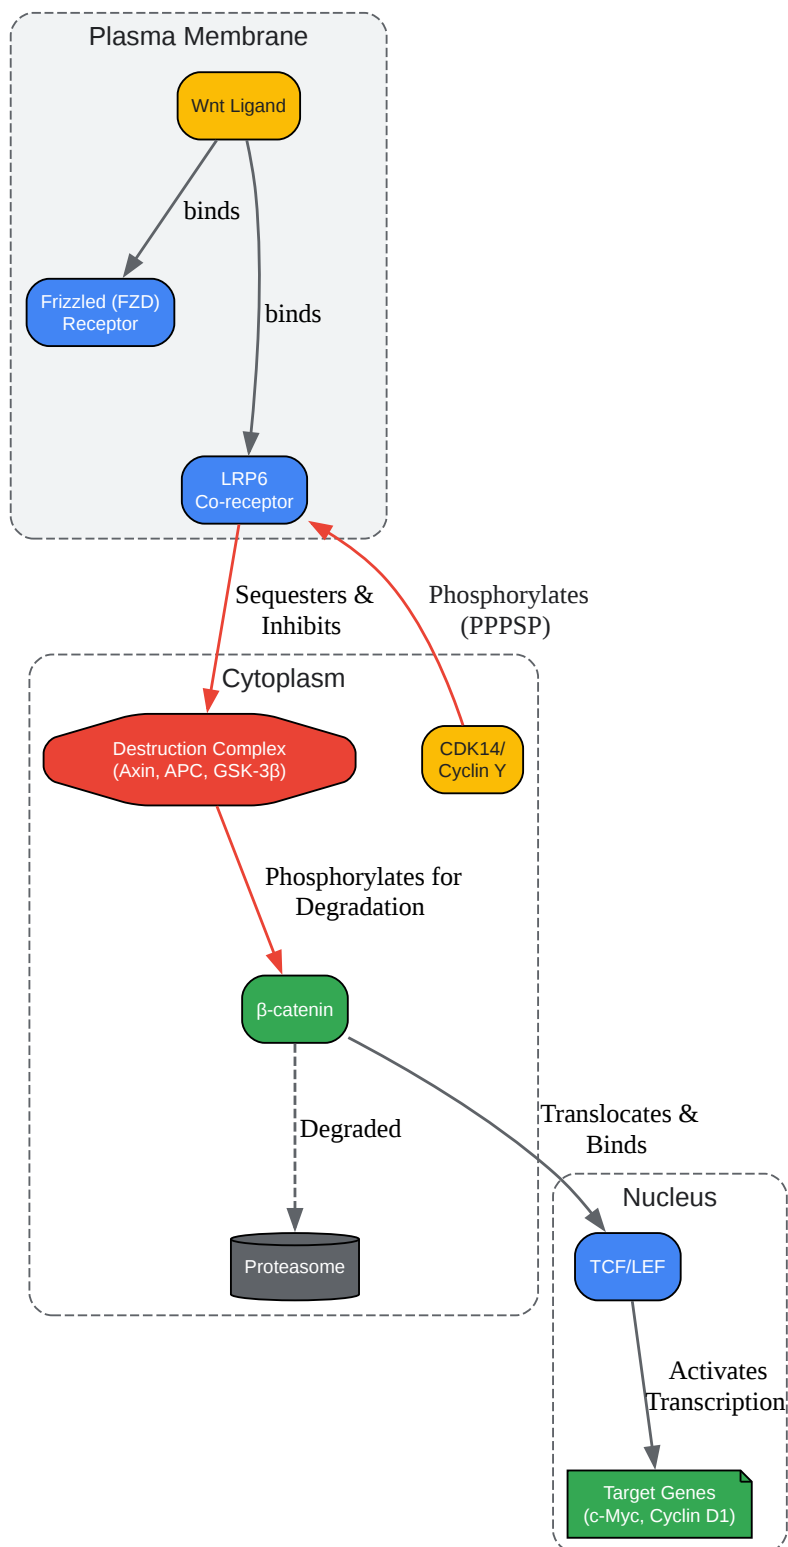 Plasma Membrane
Wnt Ligand
binds
Frizzled (FZD)
Receptor
binds
LRP6
Co-receptor
Sequesters &
Inhibits
Phosphorylates
(PPPSP)
Cytoplasm
Destruction Complex
(Axin, APC, GSK-3β)
CDK14/
Cyclin Y
Phosphorylates for
Degradation
β-catenin
Degraded
Translocates &
Binds
Nucleus
Proteasome
TCF/LEF
Activates
Transcription
Target Genes
(c-Myc, Cyclin D1)